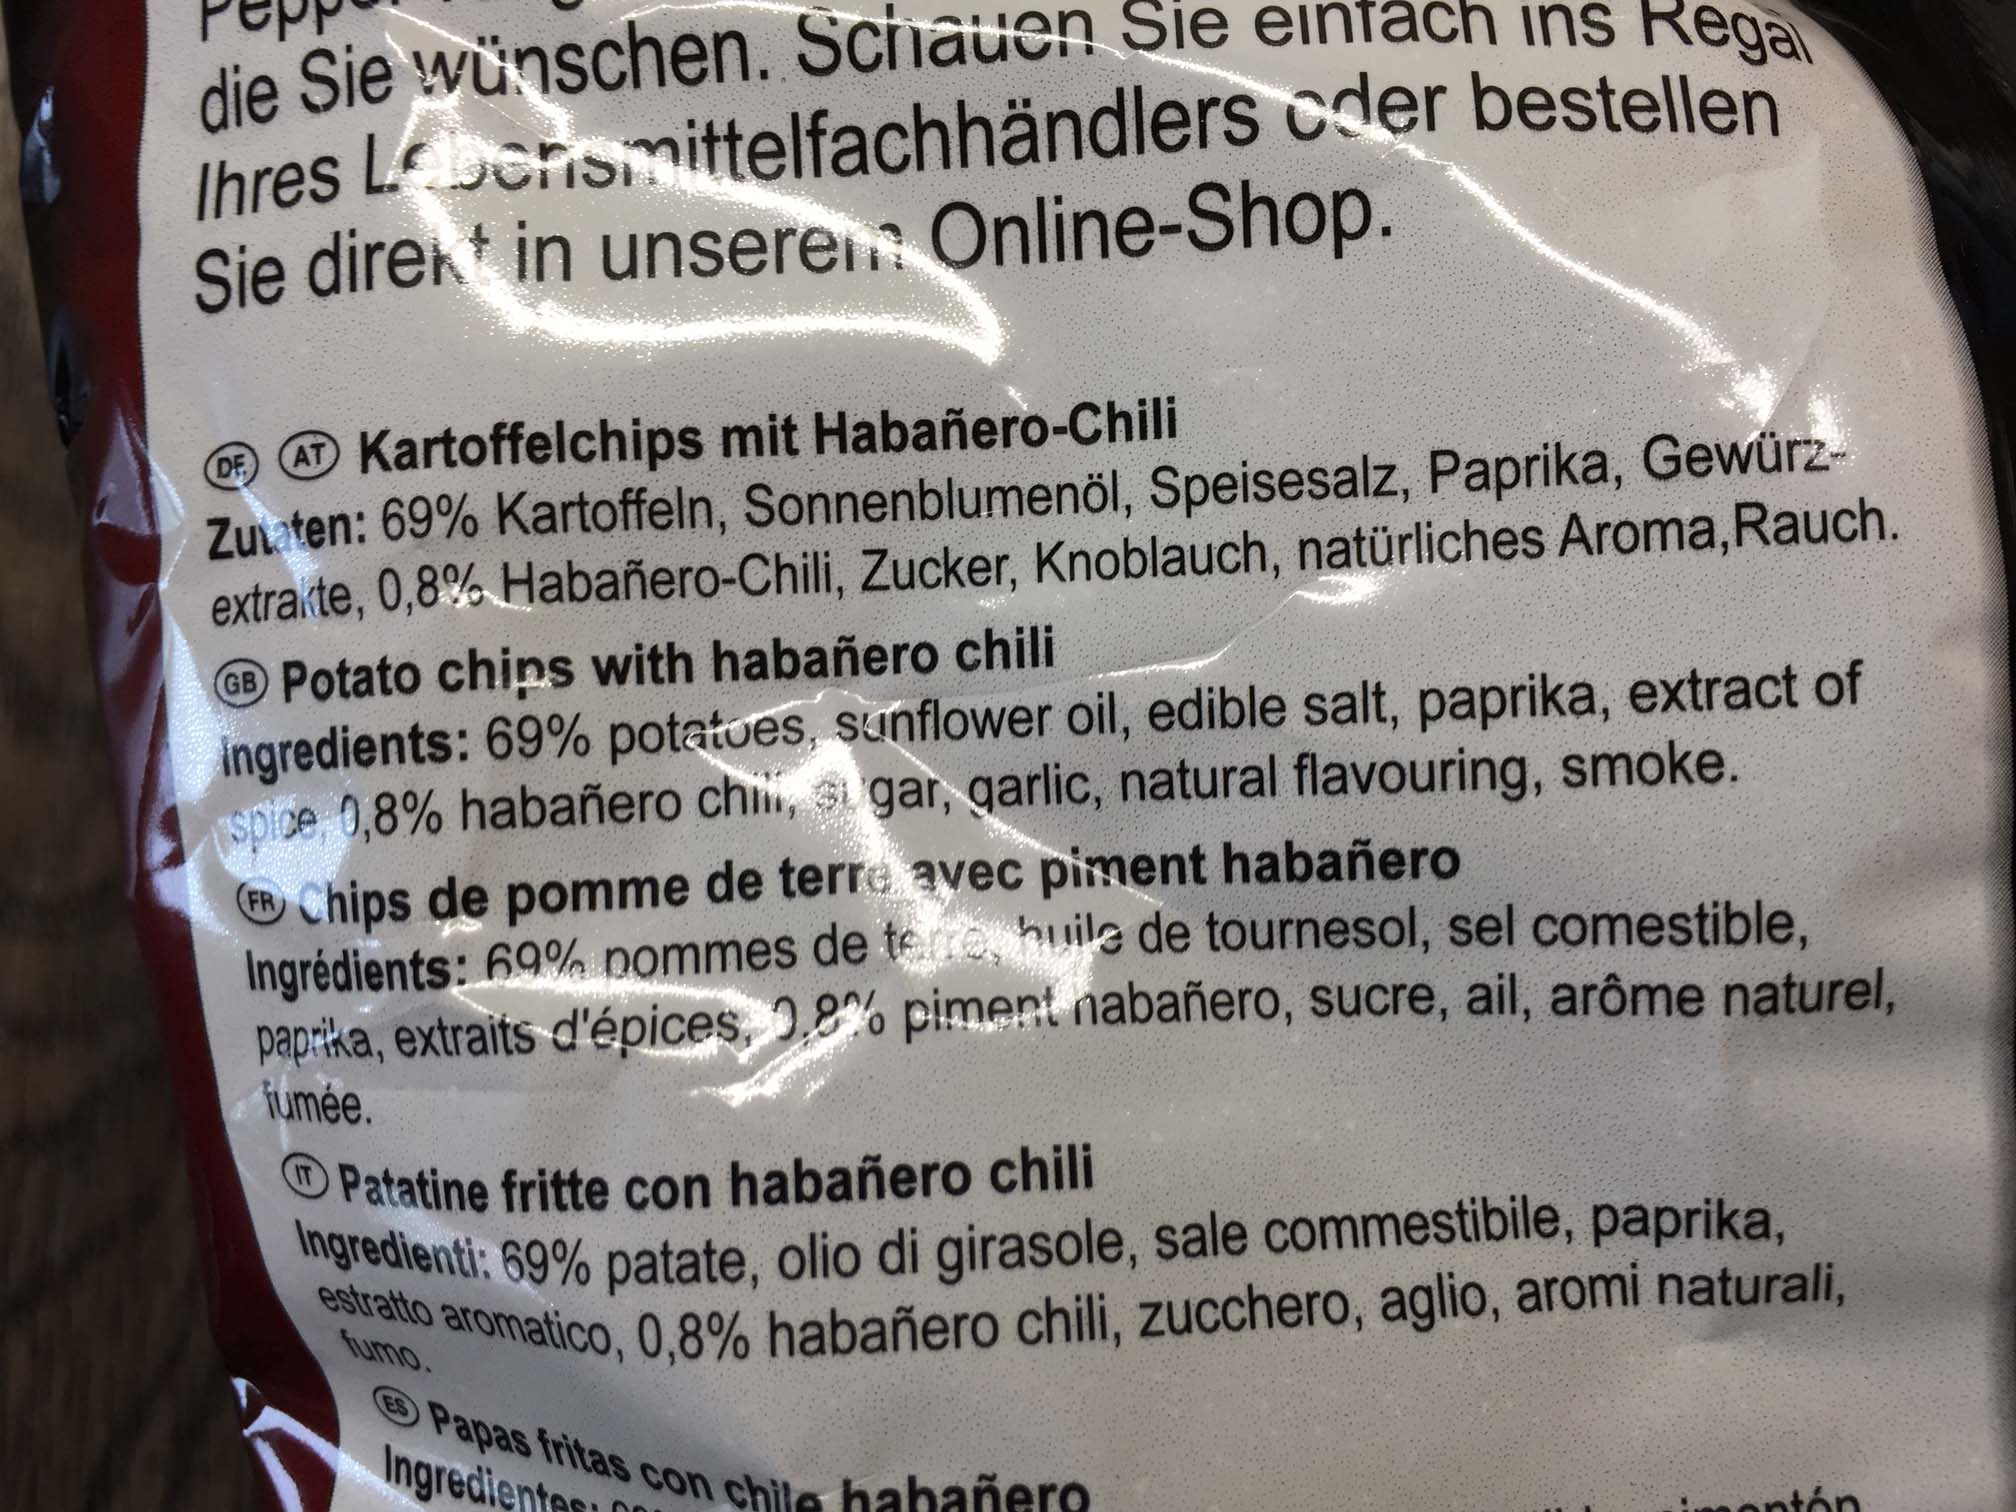 die Sie wünschen. Schauen Sie einfach ins Regal
Ihres Lebensmittelfachhändlers oder bestellen
Sie direkt in unserem Online-Shop.
DE AT Kartoffelchips mit Habañero-Chili
Zutaten: 69% Kartoffeln, Sonnenblumenöl, Speisesalz, Paprika, Gewürz-
extrakte, 0,8% Habañero-Chili, Zucker, Knoblauch, natürliches Aroma,Rauch.
GB Potato chips with habañero chili
Ingredients: 69% potatoes, sunflower oil, edible salt, paprika, extract of
spice, 0,8% habañero chili, sugar, garlic, natural flavouring, smoke.
FR Chips de pomme de terre avec piment habañero
Ingrédients: 69% pommes de terre, huile de tournesol, sel comestible,
paprika, extraits d'épices, 0,8% piment habañero, sucre, ail, arôme naturel,
fumée.
IT Patatine fritte con habañero chili
Ingredienti: 69% patate, olio di girasole, sale commestibile, paprika,
estratto aromatico, 0,8% habañero chili, zucchero, aglio, aromi naturali,
fumo.
ES Papas fritas con chile habañero
Ingredientes: